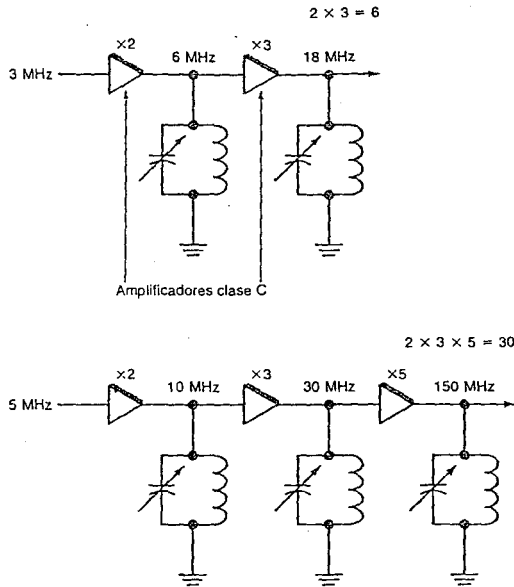 2 × 3 = 6
×2
×3
3 MHz
6 MHz
18 MHz
Amplificadores clase C
2 × 3 × 5 = 30
×2
×3
×5
5 MHz
10 MHz
30 MHz
150 MHz